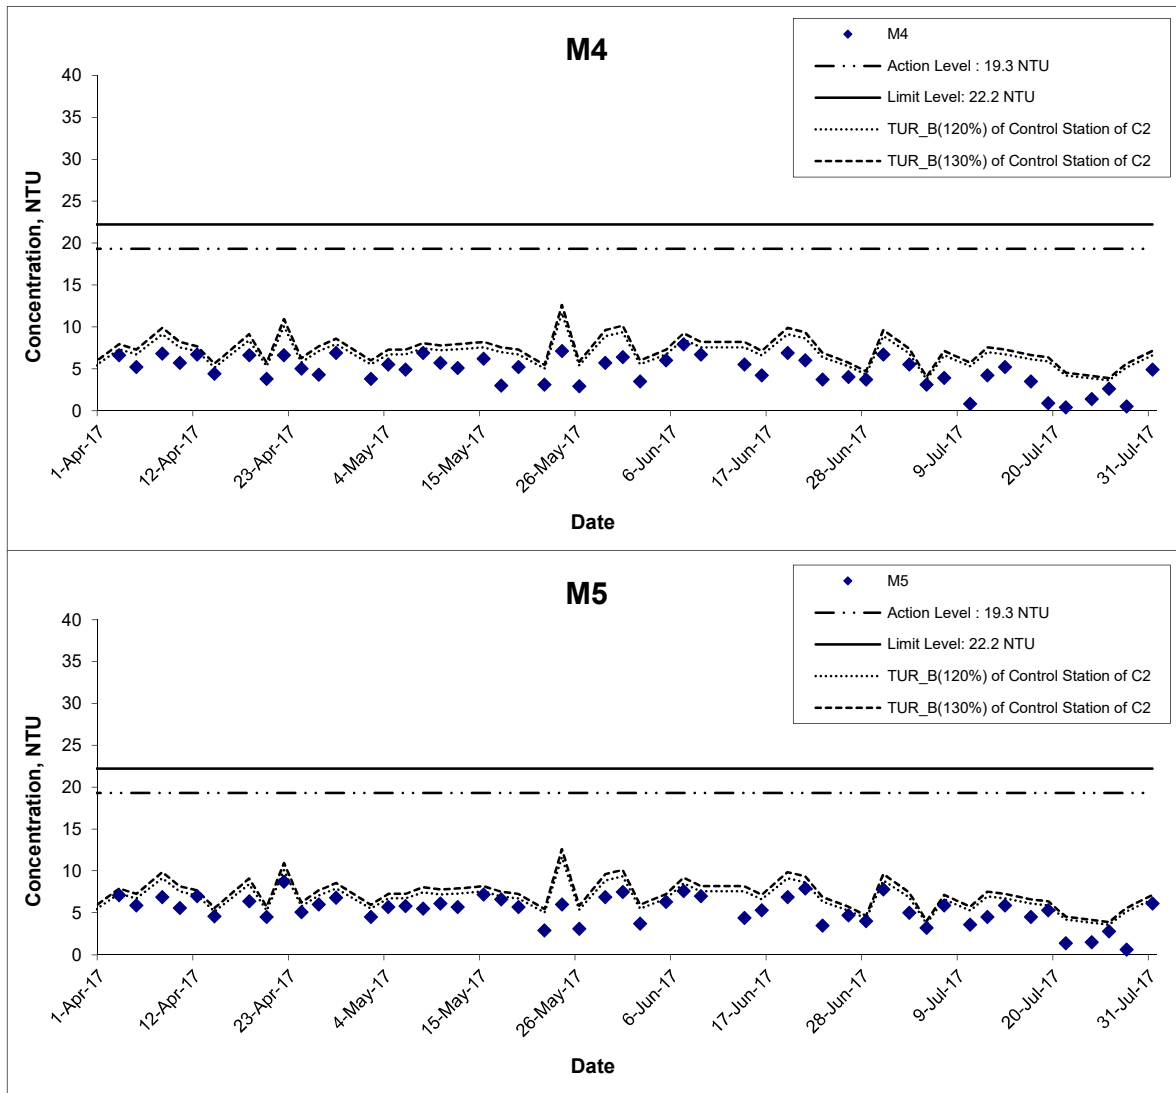 M4
M4
Action Level : 19.3 NTU
Limit Level: 22.2 NTU
TUR_B(120%) of Control Station of C2
TUR_B(130%) of Control Station of C2
Concentration, NTU
40
35
30
25
20
15
10
5
0
1-Apr-17
12-Apr-17
23-Apr-17
4-May-17
15-May-17
26-May-17
6-Jun-17
17-Jun-17
28-Jun-17
9-Jul-17
20-Jul-17
31-Jul-17
Date
M5
M5
Action Level : 19.3 NTU
Limit Level: 22.2 NTU
TUR_B(120%) of Control Station of C2
TUR_B(130%) of Control Station of C2
Concentration, NTU
40
35
30
25
20
15
10
5
0
1-Apr-17
12-Apr-17
23-Apr-17
4-May-17
15-May-17
26-May-17
6-Jun-17
17-Jun-17
28-Jun-17
9-Jul-17
20-Jul-17
31-Jul-17
Date